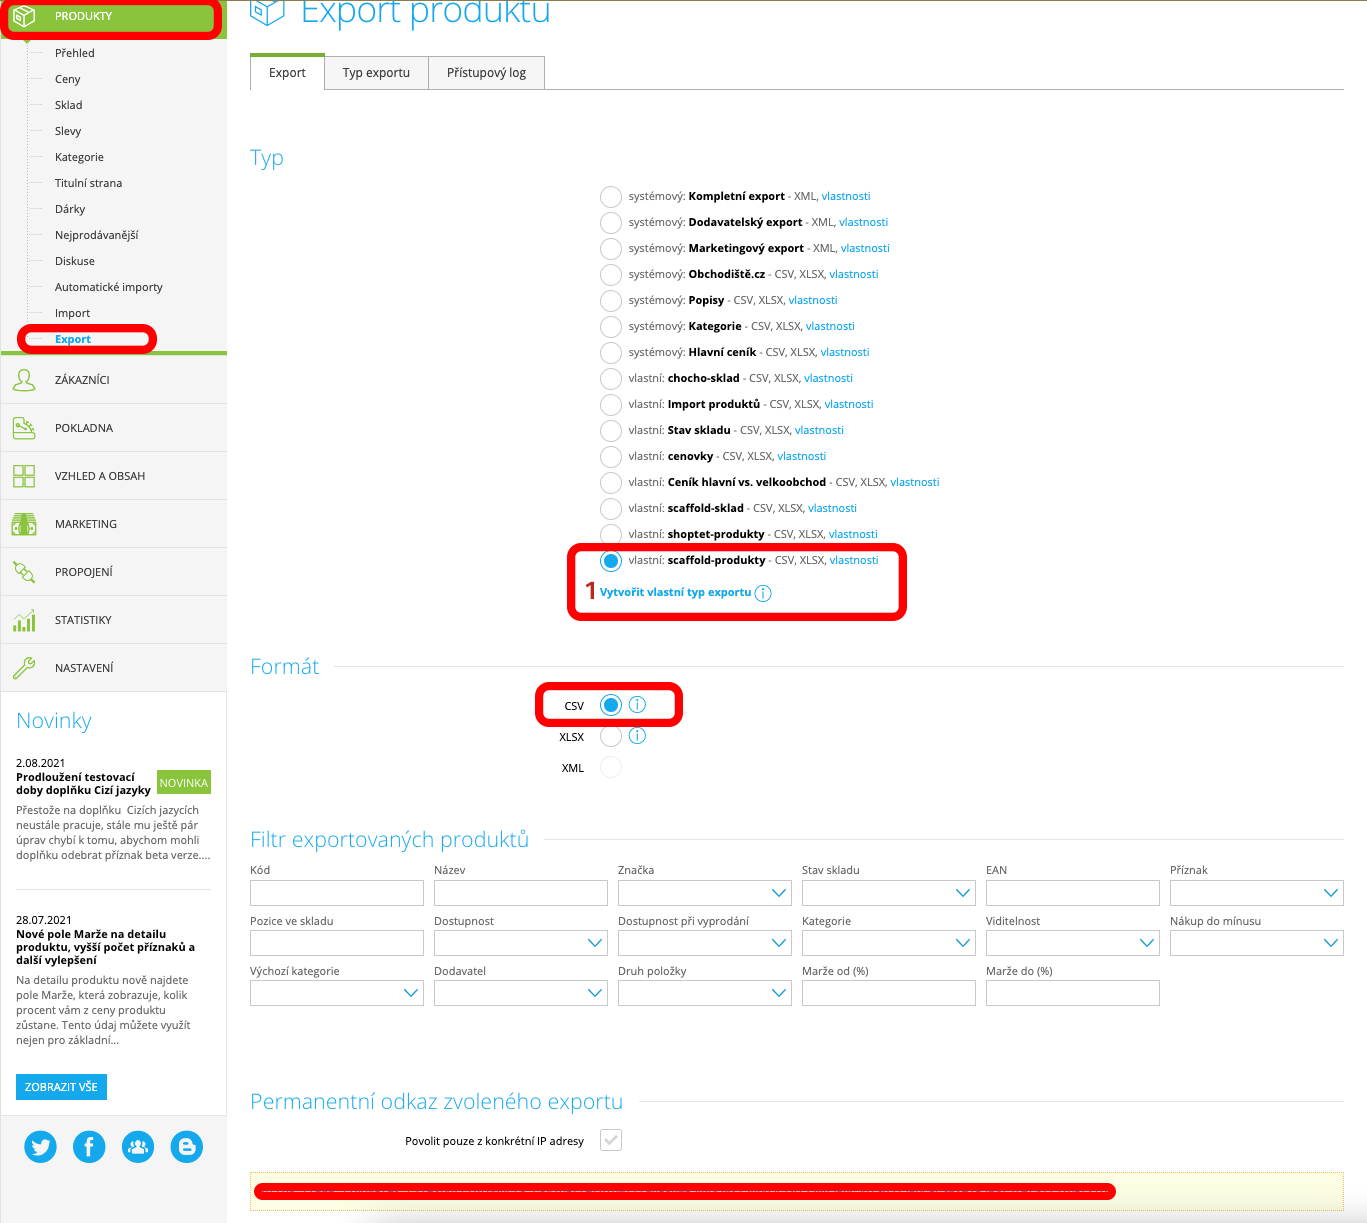 PRODUKTY
Přehled
Ceny
Sklad
Slevy
Kategorie
Titulní strana
Dárky
Nejprodávanější
Diskuse
Automatické importy
Import
Export
ZÁKAZNÍCI
POKLADNA
VZHLED A OBSAH
MARKETING
PROPOJENÍ
STATISTIKY
NASTAVENÍ
Novinky
2.08.2021
Prodloužení testovací
doby doplňku Cizí jazyky
NOVINKA
Přestože na doplňku Cizích jazycích
neustále pracuje, stále mu ještě pár
úprav chybí k tomu, abychom mohli
doplňku odebrat příznak beta verze....
28.07.2021
Nové pole Marže na detailu
produktu, vyšší počet příznaků a
další vylepšení
Na detailu produktu nově najdete
pole Marže, která zobrazuje, kolik
procent vám z ceny produktu
zůstane. Tento údaj můžete využít
nejen pro základní...
ZOBRAZIT VŠE
Export produktů
Export
Typ exportu
Přístupový log
Typ
systémový: Kompletní export - XML, vlastnosti
systémový: Dodavatelský export - XML, vlastnosti
systémový: Marketingový export - XML, vlastnosti
systémový: Obchodiště.cz - CSV, XLSX, vlastnosti
systémový: Popisy - CSV, XLSX, vlastnosti
systémový: Kategorie - CSV, XLSX, vlastnosti
systémový: Hlavní ceník - CSV, XLSX, vlastnosti
vlastní: chocho-sklad - CSV, XLSX, vlastnosti
vlastní: Import produktů - CSV, XLSX, vlastnosti
vlastní: Stav skladu - CSV, XLSX, vlastnosti
vlastní: cenovky - CSV, XLSX, vlastnosti
vlastní: Ceník hlavní vs. velkoobchod - CSV, XLSX, vlastnosti
vlastní: scaffold-sklad - CSV, XLSX, vlastnosti
vlastní: shoptet-produkty - CSV, XLSX, vlastnosti
vlastní: scaffold-produkty - CSV, XLSX, vlastnosti
1 Vytvořit vlastní typ exportu
Formát
CSV
XLSX
XML
Filtr exportovaných produktů
Kód Název Značka Stav skladu EAN Příznak
Pozice ve skladu Dostupnost Dostupnost při vyprodání Kategorie Viditelnost Nákup do mínusu
Výchozí kategorie Dodavatel Druh položky Marže od (%) Marže do (%)
Permanentní odkaz zvoleného exportu
Povolit pouze z konkrétní IP adresy